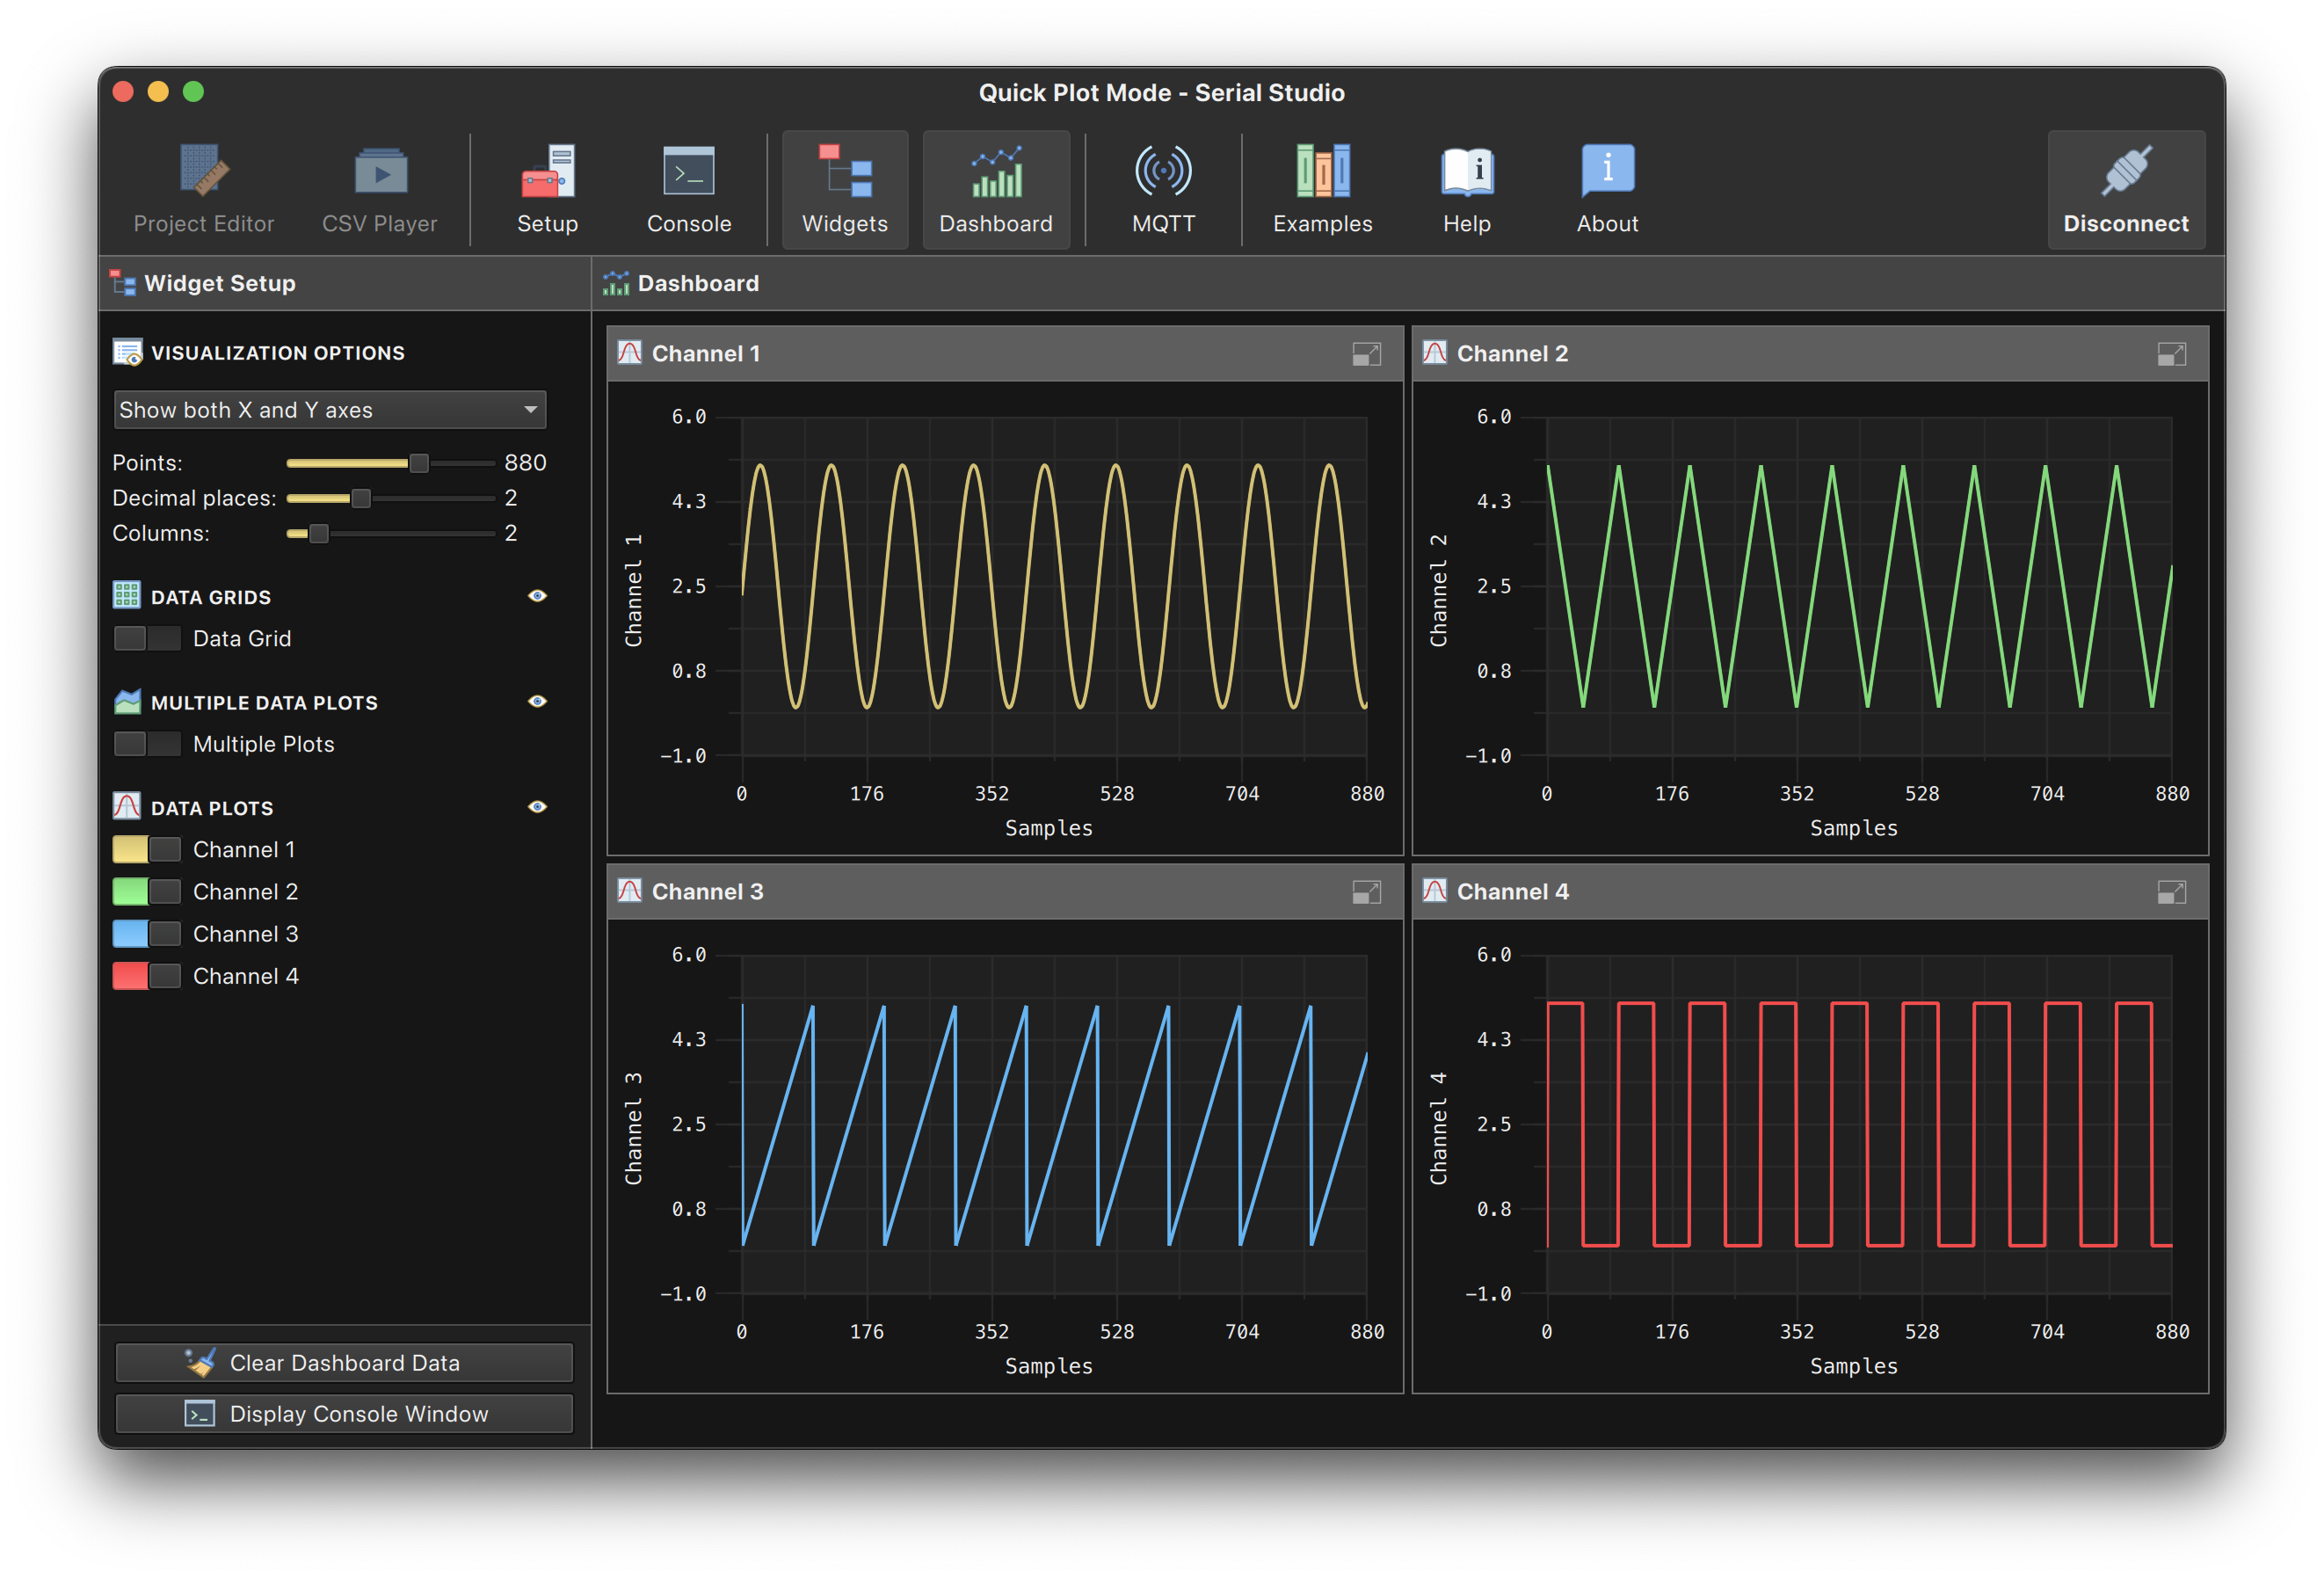 Quick Plot Mode - Serial Studio
Project Editor
CSV Player
Setup
Console
Widgets
Dashboard
MQTT
Examples
Help
About
Disconnect
Widget Setup
VISUALIZATION OPTIONS
Show both X and Y axes
Points: 880
Decimal places: 2
Columns: 2
DATA GRIDS
Data Grid
MULTIPLE DATA PLOTS
Multiple Plots
DATA PLOTS
Channel 1
Channel 2
Channel 3
Channel 4
Clear Dashboard Data
Display Console Window
Dashboard
Channel 1
6.0
4.3
2.5
0.8
−1.0
Channel 1
0 176 352 528 704 880
Samples
Channel 2
6.0
4.3
2.5
0.8
−1.0
Channel 2
0 176 352 528 704 880
Samples
Channel 3
6.0
4.3
2.5
0.8
−1.0
Channel 3
0 176 352 528 704 880
Samples
Channel 4
6.0
4.3
2.5
0.8
−1.0
Channel 4
0 176 352 528 704 880
Samples